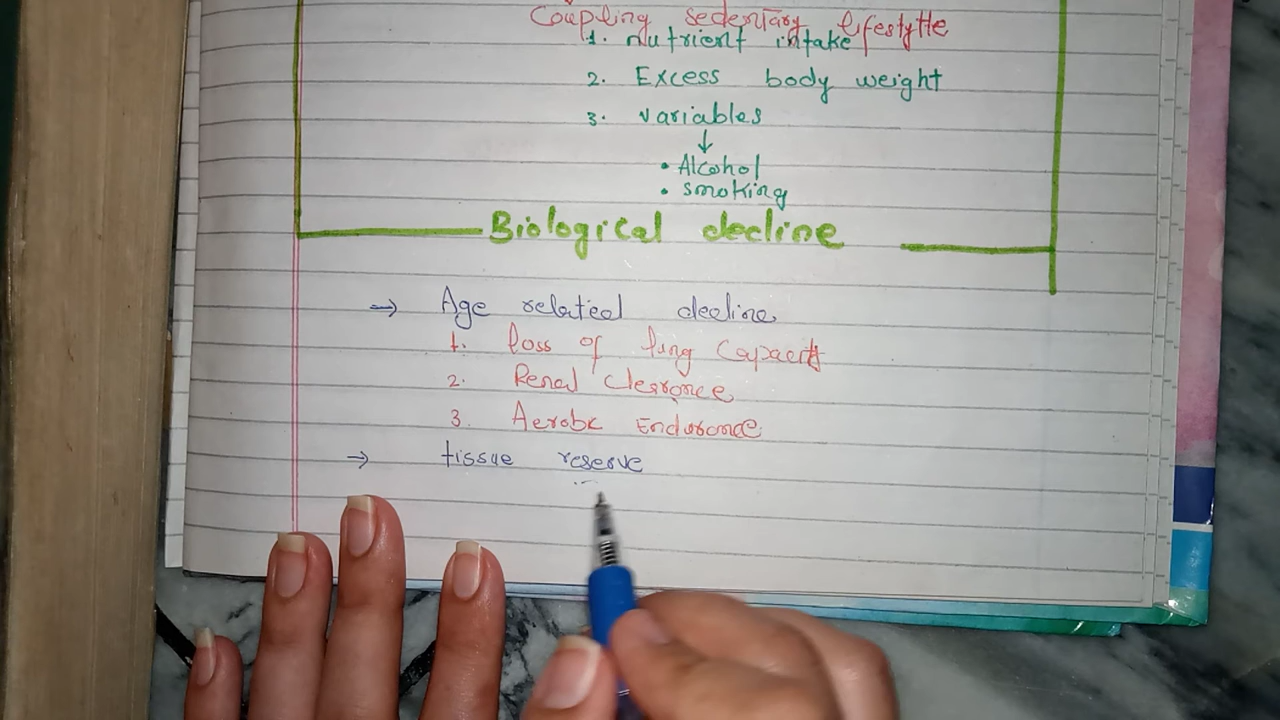 Coupling sedentary lifestytle
1. nutrient intake
2. Excess body weight
3. variables
↓
• Alcohol
• smoking
Biological decline
→ Age related decline
1. loss of lung capacity
2. Renal Clearance
3. Aerobic Endurance
→ tissue reserve